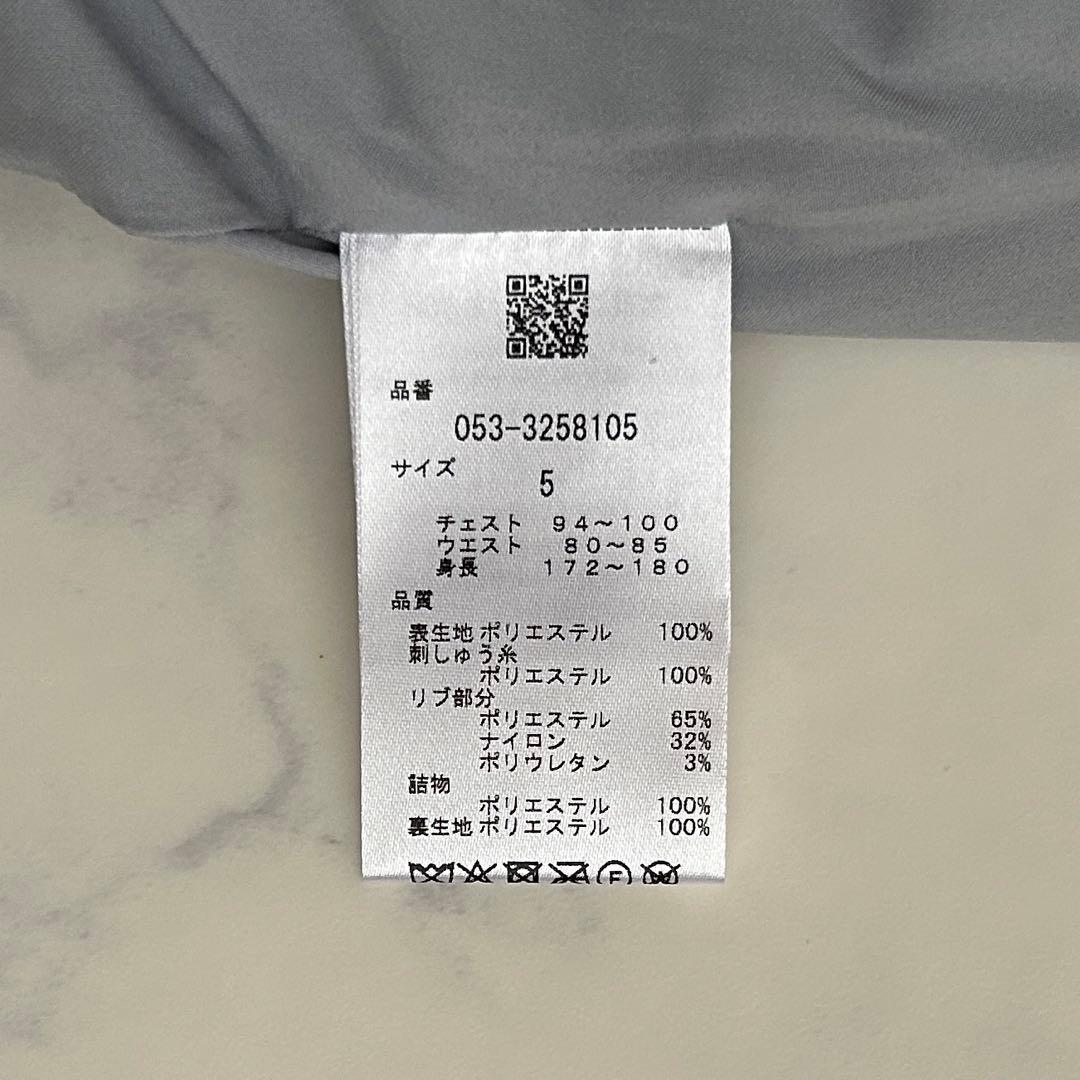 品番
053-3258105
サイズ
5
チェスト 94～100
ウエスト 80～85
身長 172～180
品質
表生地 ポリエステル 100%
刺しゅう糸
ポリエステル 100%
リブ部分
ポリエステル 65%
ナイロン 32%
ポリウレタン 3%
詰物
ポリエステル 100%
裏生地 ポリエステル 100%
F W